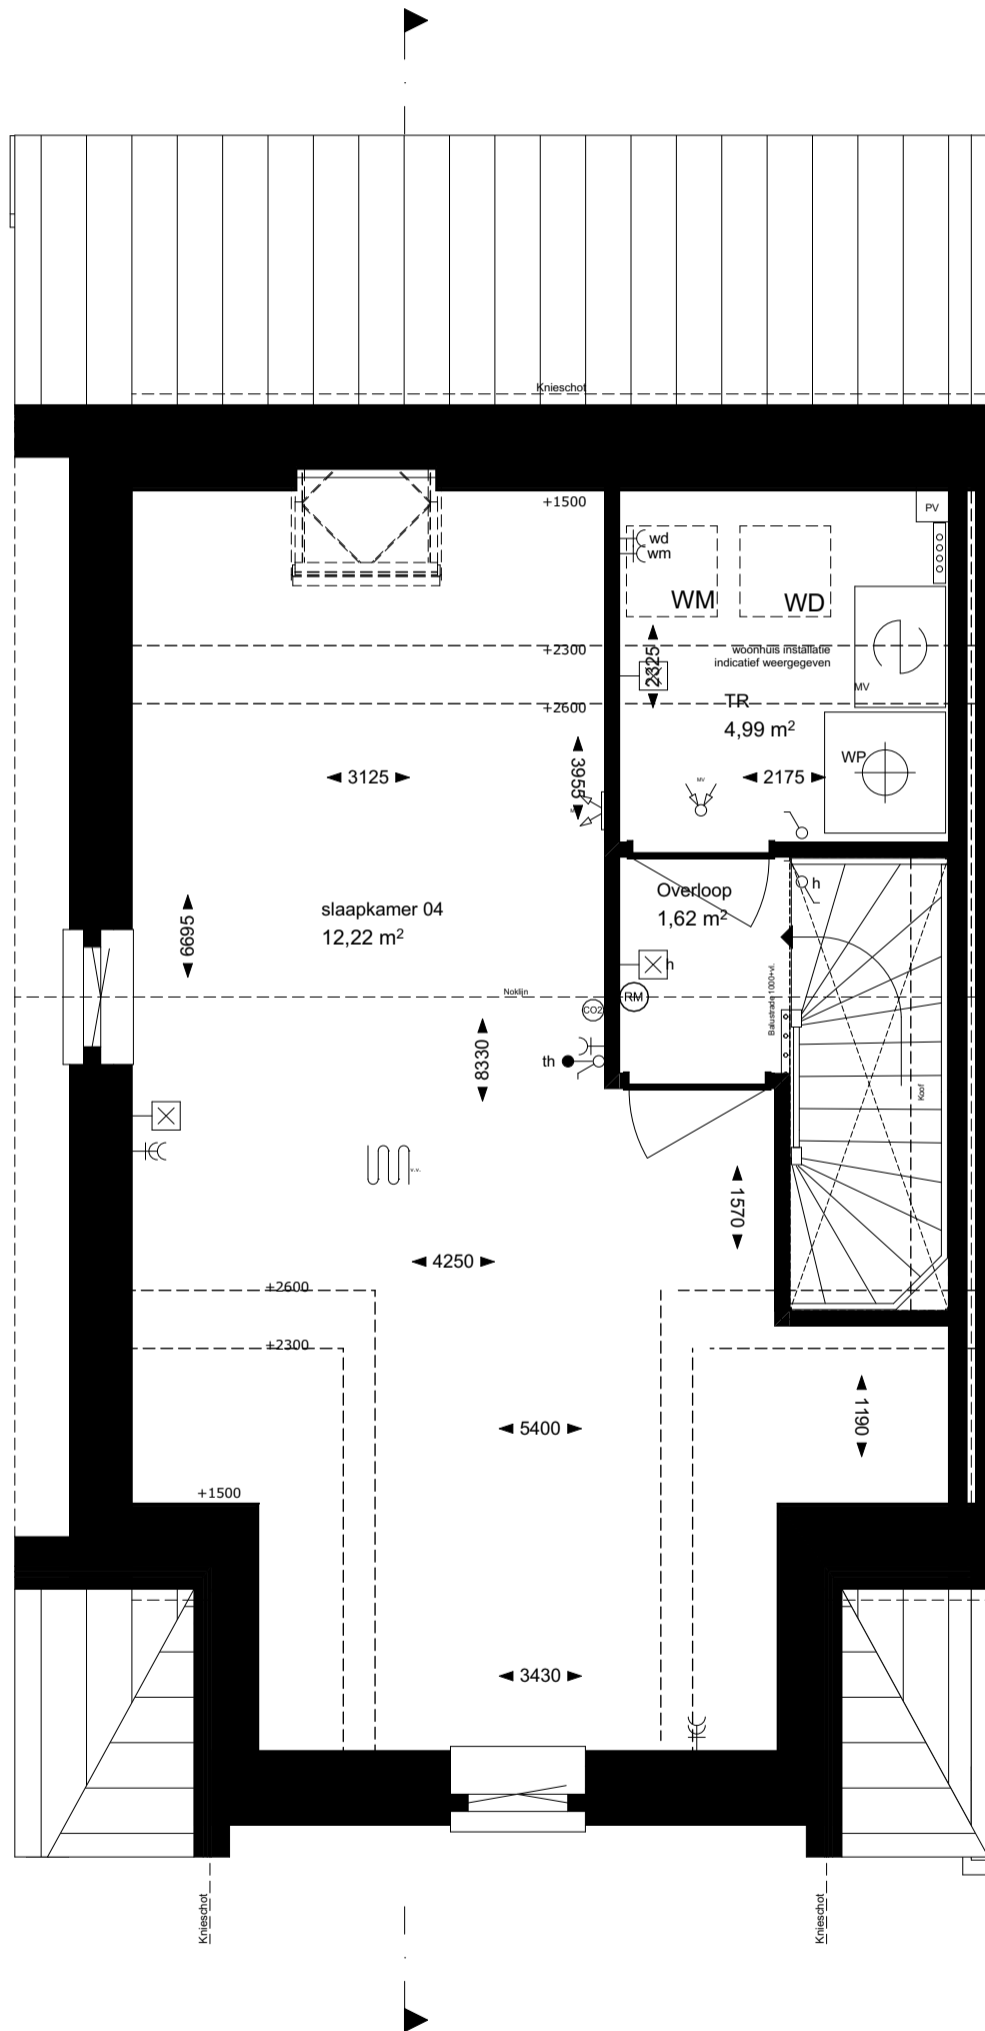 Knieschot
+1500
PV
wd
wm
WM
WD
+2300
2325
woonhuis installatie
indicatief weergegeven
MV
+2600
TR
4,99 m²
3125
3955
MV
2175
WP
slaapkamer 04
12,22 m²
6695
Overloop
1,62 m²
h
h
Noklijn
CO2
RM
Balustrade 1000+vl.
th
8330
Koof
v.v.
1570
4250
+2600
+2300
5400
1190
+1500
3430
Knieschot
Knieschot